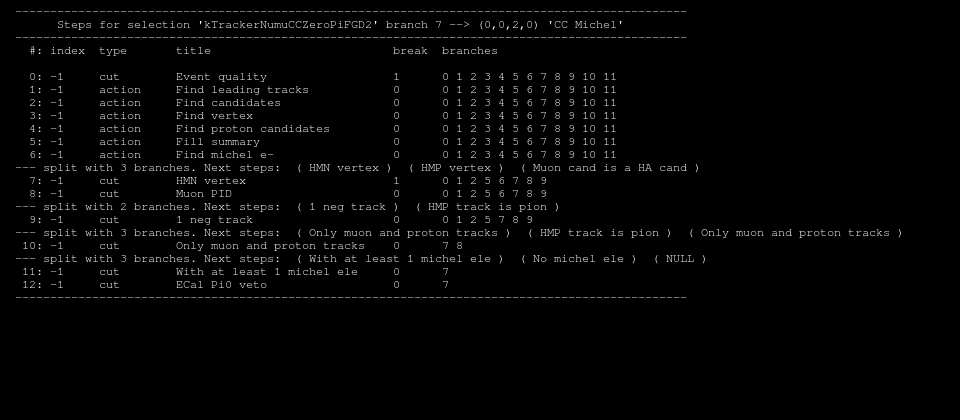 ------------------------------------------------------------------------------------------------
Steps for selection 'kTrackerNumuCCZeroPiFGD2' branch 7 --> (0,0,2,0) 'CC Michel'
------------------------------------------------------------------------------------------------
#: index type title break branches
0: -1 cut Event quality 1 0 1 2 3 4 5 6 7 8 9 10 11
1: -1 action Find leading tracks 0 0 1 2 3 4 5 6 7 8 9 10 11
2: -1 action Find candidates 0 0 1 2 3 4 5 6 7 8 9 10 11
3: -1 action Find vertex 0 0 1 2 3 4 5 6 7 8 9 10 11
4: -1 action Find proton candidates 0 0 1 2 3 4 5 6 7 8 9 10 11
5: -1 action Fill summary 0 0 1 2 3 4 5 6 7 8 9 10 11
6: -1 action Find michel e- 0 0 1 2 3 4 5 6 7 8 9 10 11
--- split with 3 branches. Next steps: ( HMN vertex ) ( HMP vertex ) ( Muon cand is a HA cand )
7: -1 cut HMN vertex 1 0 1 2 5 6 7 8 9
8: -1 cut Muon PID 0 0 1 2 5 6 7 8 9
--- split with 2 branches. Next steps: ( 1 neg track ) ( HMP track is pion )
9: -1 cut 1 neg track 0 0 1 2 5 7 8 9
--- split with 3 branches. Next steps: ( Only muon and proton tracks ) ( HMP track is pion ) ( Only muon and proton tracks )
10: -1 cut Only muon and proton tracks 0 7 8
--- split with 3 branches. Next steps: ( With at least 1 michel ele ) ( No michel ele ) ( NULL )
11: -1 cut With at least 1 michel ele 0 7
12: -1 cut ECal Pi0 veto 0 7
------------------------------------------------------------------------------------------------